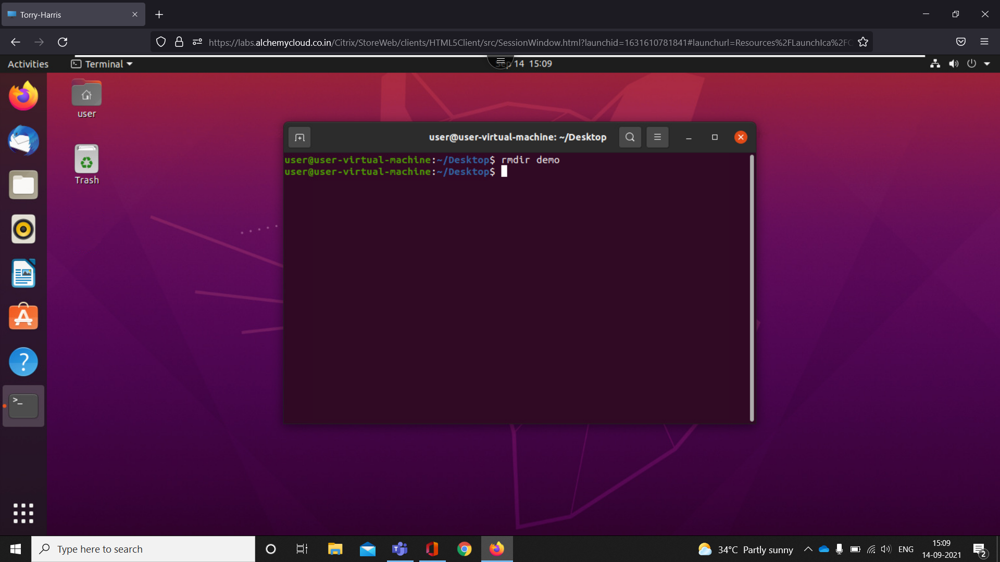 Torry-Harris
https://labs.alchemycloud.co.in/Citrix/StoreWeb/clients/HTML5Client/src/SessionWindow.html?launchid=1631610781841#launchurl=Resources%2FLaunchIca%2FC
Activities
Terminal
Sep 14 15:09
user
Trash
user@user-virtual-machine: ~/Desktop
user@user-virtual-machine:~/Desktop$ rmdir demo
user@user-virtual-machine:~/Desktop$
Type here to search
34°C Partly sunny
ENG
15:09
14-09-2021
2